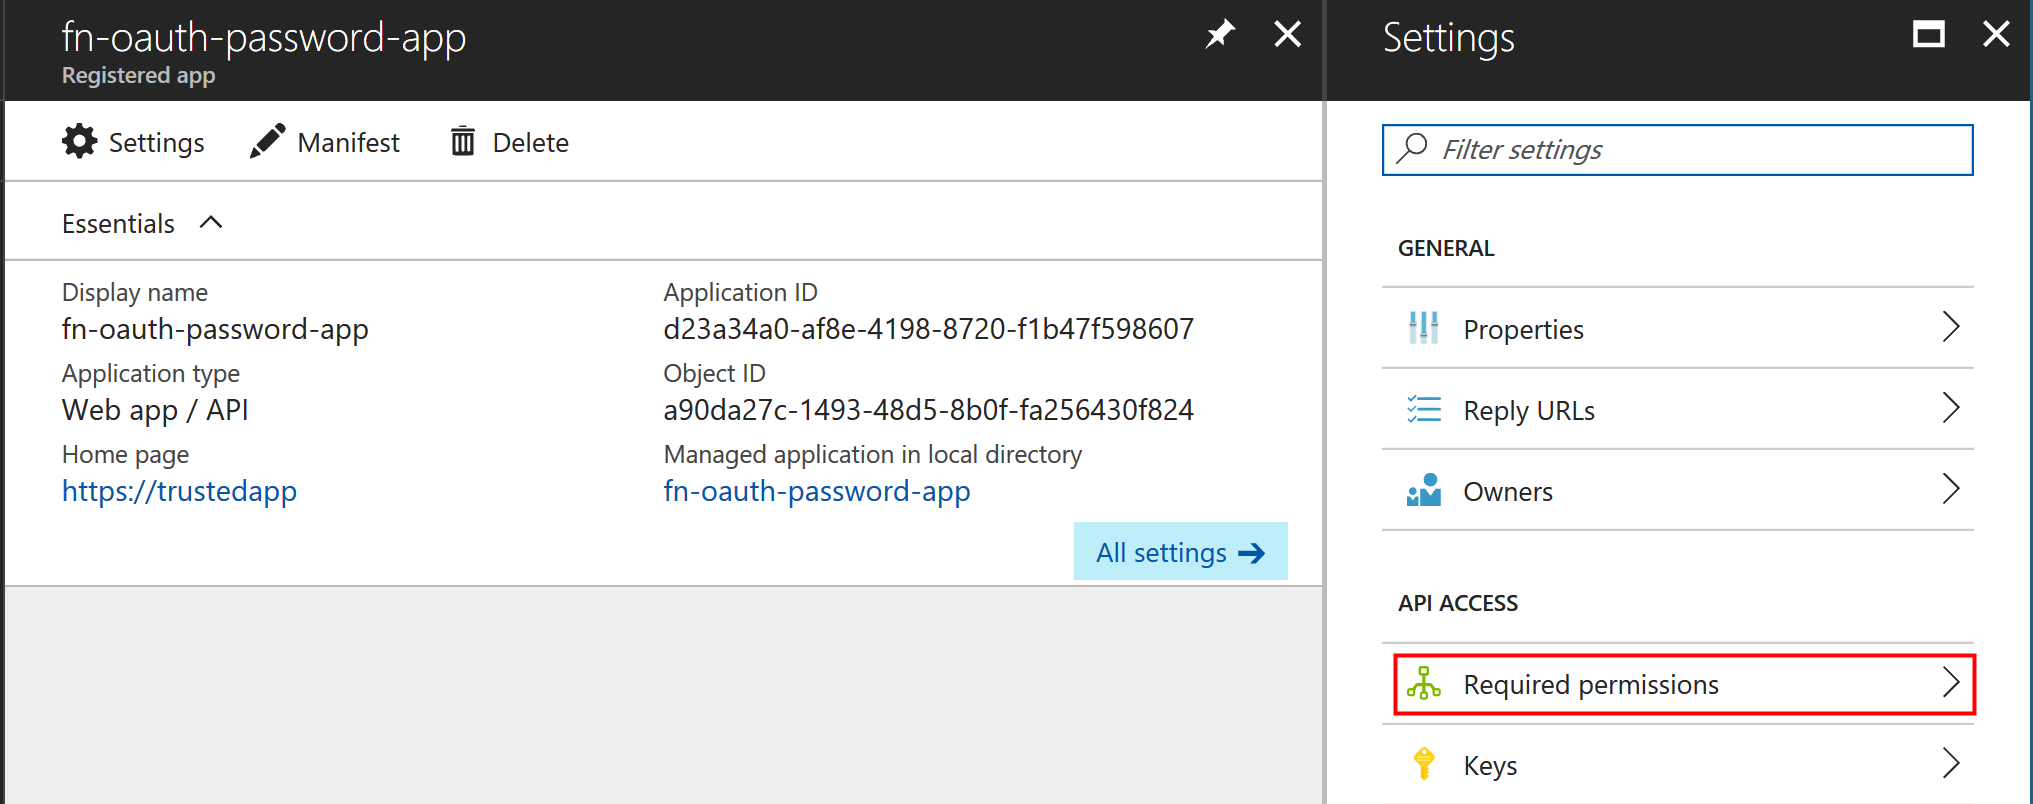 fn-oauth-password-app
Registered app
Settings
Manifest
Delete
Essentials
Display name
fn-oauth-password-app
Application type
Web app / API
Home page
https://trustedapp
Application ID
d23a34a0-af8e-4198-8720-f1b47f598607
Object ID
a90da27c-1493-48d5-8b0f-fa256430f824
Managed application in local directory
fn-oauth-password-app
All settings
Settings
Filter settings
GENERAL
Properties
Reply URLs
Owners
API ACCESS
Required permissions
Keys